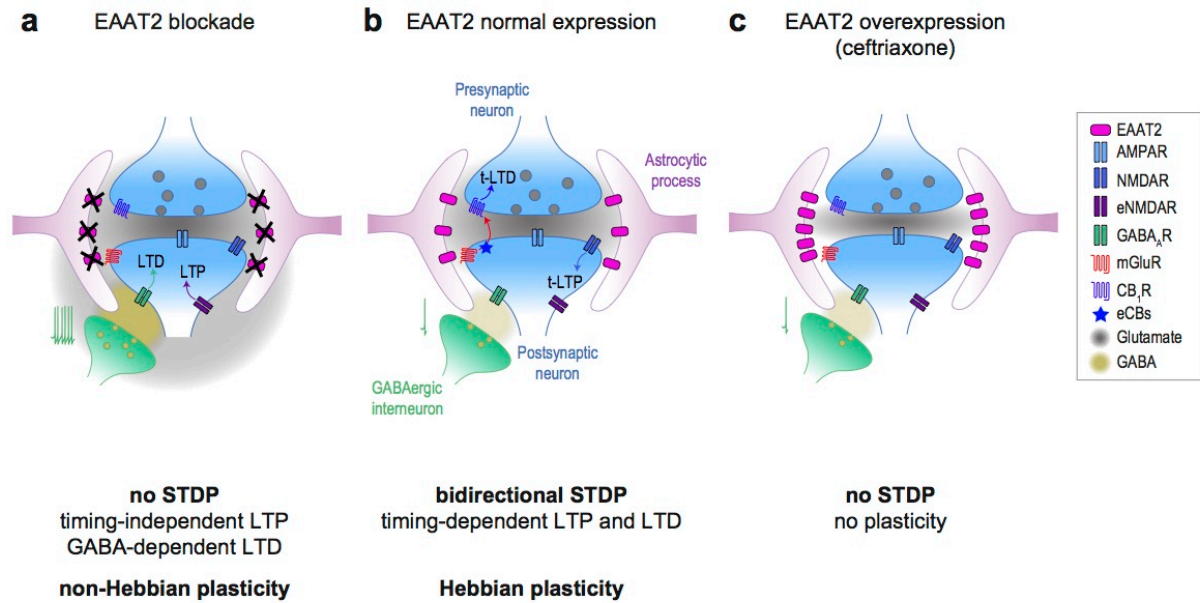 a
EAAT2 blockade
b
EAAT2 normal expression
c
EAAT2 overexpression
(ceftriaxone)
LTD
LTP
Presynaptic
neuron
t-LTD
Astrocytic
process
t-LTP
Postsynaptic
neuron
GABAergic
interneuron
EAAT2
AMPAR
NMDAR
eNMDAR
GABA_AR
mGluR
CB₁R
eCBs
Glutamate
GABA
no STDP
timing-independent LTP
GABA-dependent LTD
non-Hebbian plasticity
bidirectional STDP
timing-dependent LTP and LTD
Hebbian plasticity
no STDP
no plasticity